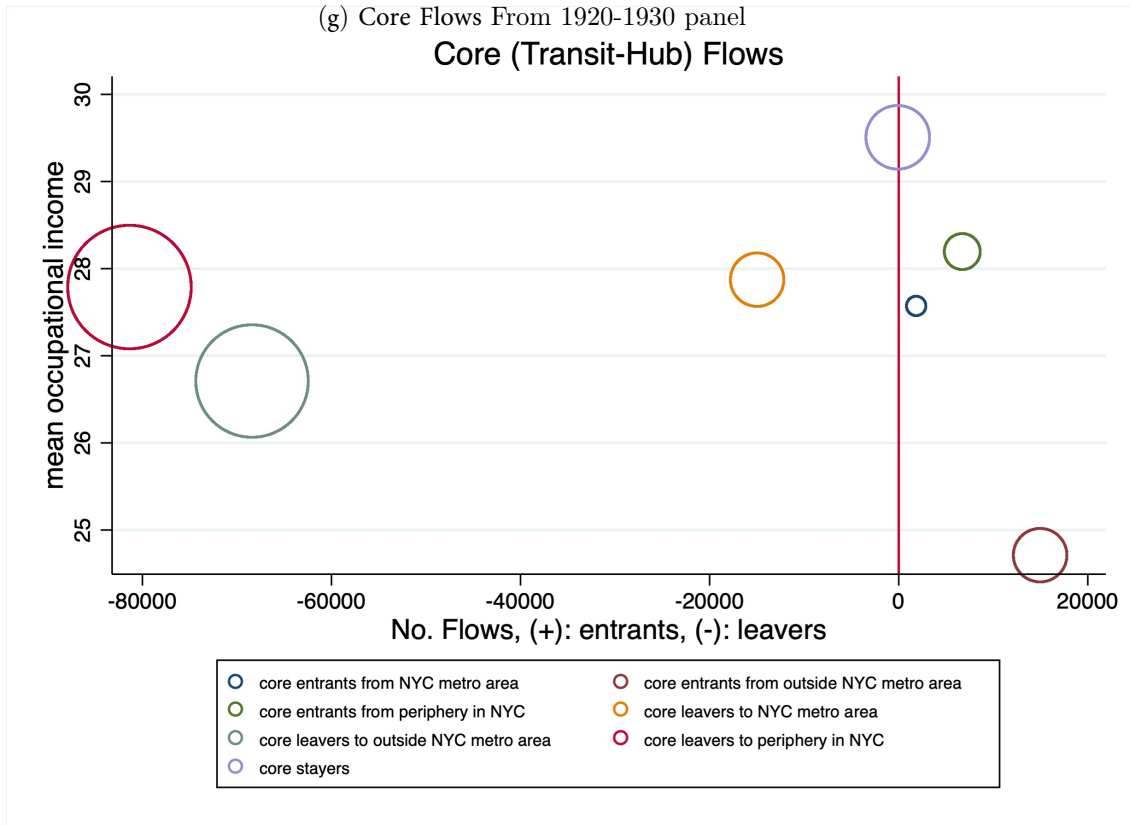 (g) Core Flows From 1920-1930 panel
Core (Transit-Hub) Flows
mean occupational income
30
29
28
27
26
25
-80000 -60000 -40000 -20000 0 20000
No. Flows, (+): entrants, (-): leavers
core entrants from NYC metro area core entrants from outside NYC metro area
core entrants from periphery in NYC core leavers to NYC metro area
core leavers to outside NYC metro area core leavers to periphery in NYC
core stayers